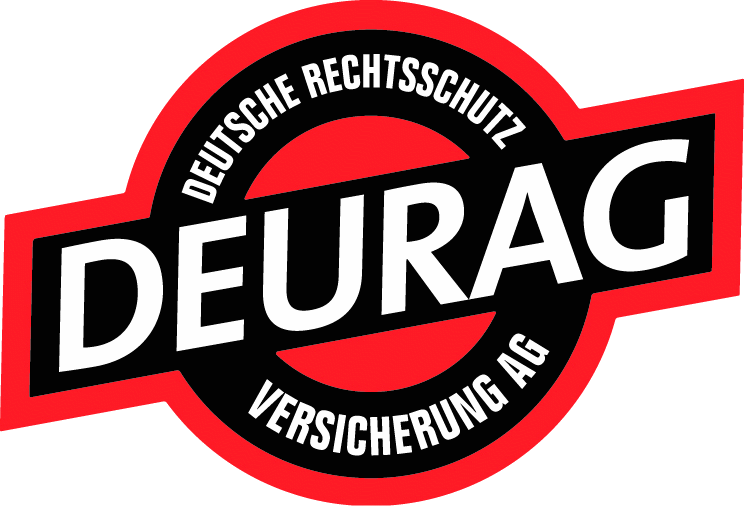 DEUTSCHE RECHTSSCHUTZ
DEURAG
VERSICHERUNG AG